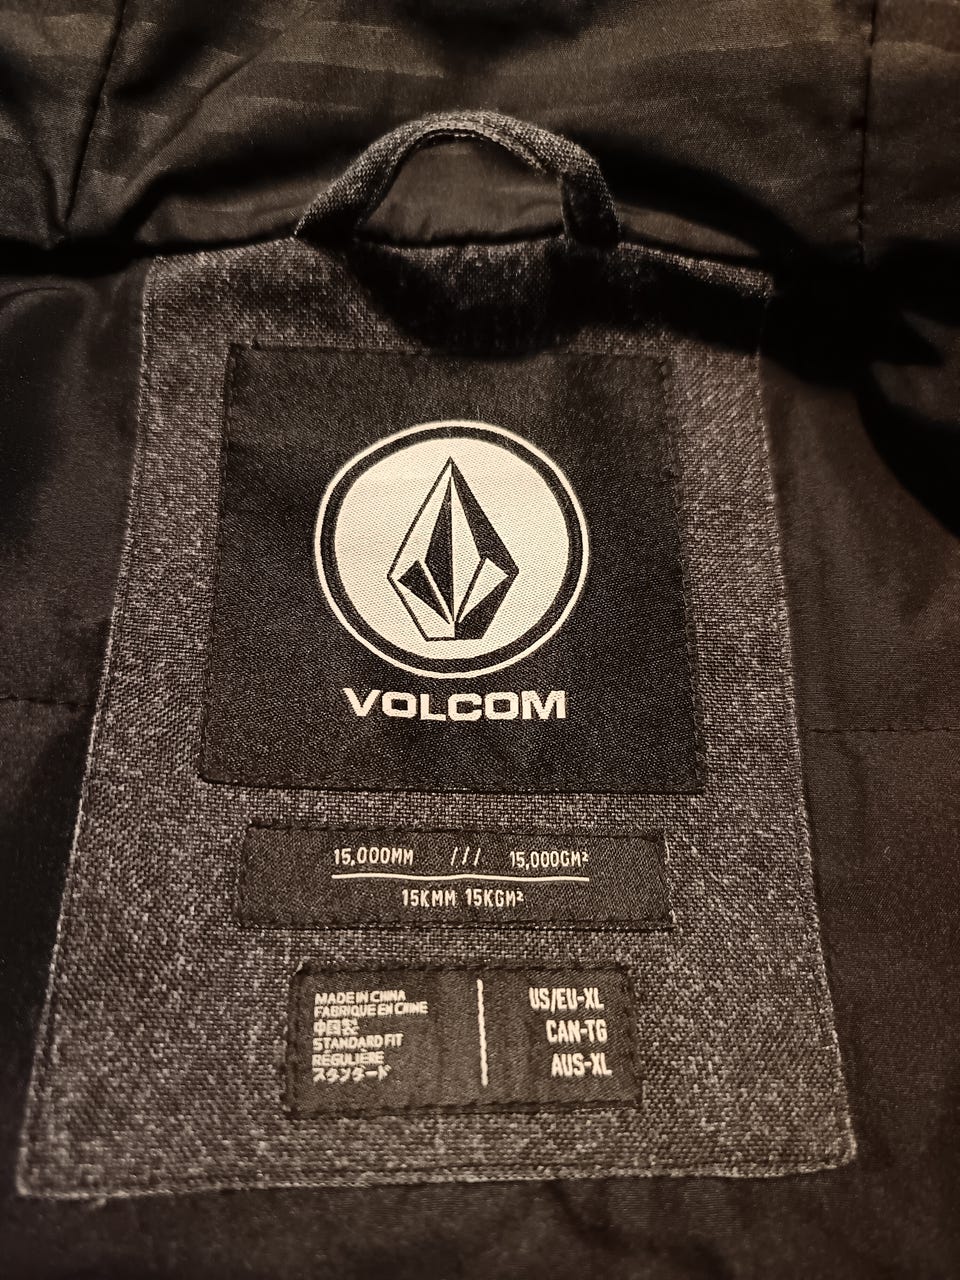 VOLCOM
15,000MM /// 15,000GM²
15KMM 15KGM²
MADE IN CHINA
FABRIQUE EN CHINE
中国製
STANDARD FIT
RÉGULIÈRE
スタンダード
US/EU-XL
CAN-TG
AUS-XL